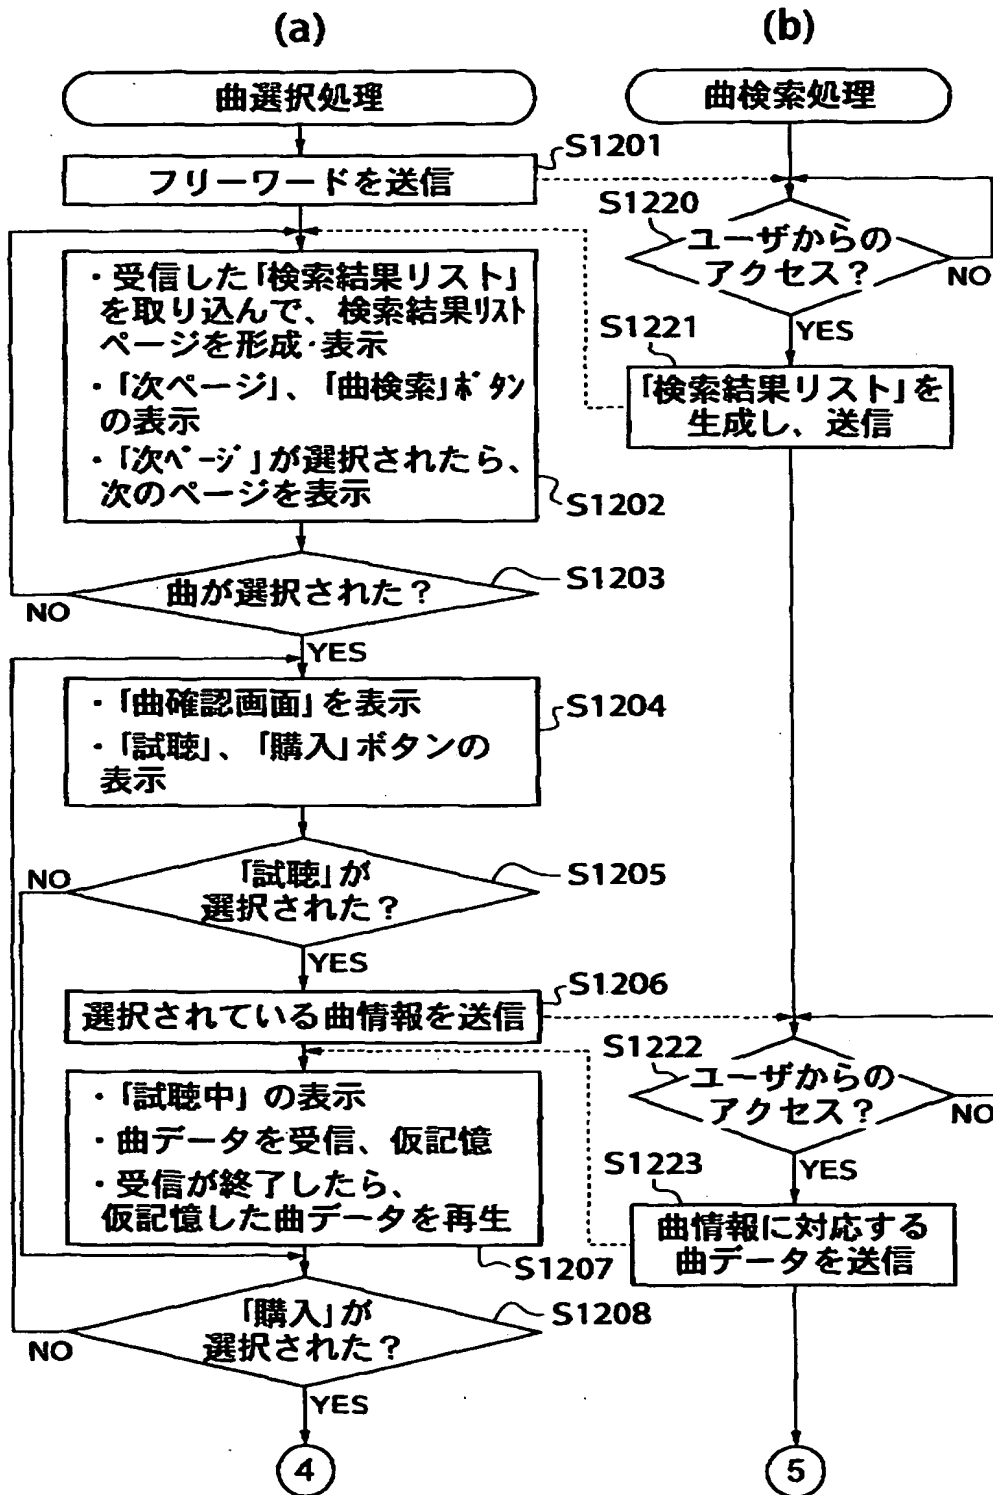 (a)
曲選択処理
S1201
フリーワードを送信
・受信した「検索結果リスト」
を取り込んで、検索結果ﾘｽﾄ
ページを形成・表示
・「次ページ」、「曲検索」ﾎﾞﾀﾝ
の表示
・「次ﾍﾟｰｼﾞ」が選択されたら、
次のページを表示
S1202
曲が選択された？
S1203
NO
YES
・「曲確認画面」を表示
・「試聴」、「購入」ボタンの
表示
S1204
「試聴」が
選択された？
S1205
NO
YES
S1206
選択されている曲情報を送信
・「試聴中」の表示
・曲データを受信、仮記憶
・受信が終了したら、
仮記憶した曲データを再生
S1207
「購入」が
選択された？
S1208
NO
YES
4
(b)
曲検索処理
S1220
ユーザからの
アクセス？
NO
YES
S1221
「検索結果リスト」を
生成し、送信
S1222
ユーザからの
アクセス？
NO
YES
S1223
曲情報に対応する
曲データを送信
5